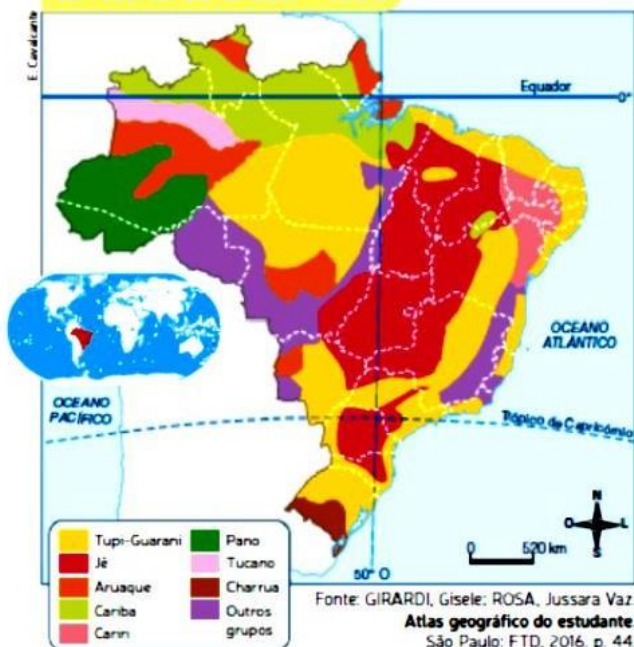 E. Cavalcante
Equador
0°
OCEANO
ATLÂNTICO
OCEANO
PACÍFICO
Trópico de Capricórnio
N
O
L
S
0
520 km
50° O
Tupi-Guarani
Jê
Aruaque
Cariba
Cariri
Pano
Tucano
Charrua
Outros
grupos
Fonte: GIRARDI, Gisele; ROSA, Jussara Vaz.
Atlas geográfico do estudante.
São Paulo: FTD, 2016. p. 44.